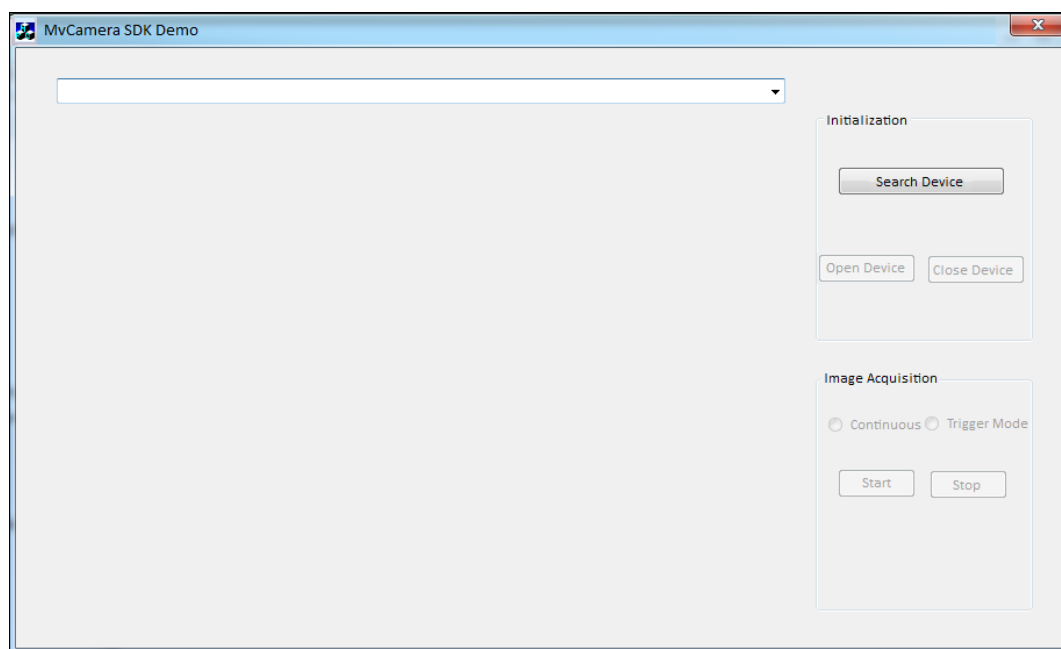 MvCamera SDK Demo
Initialization
Search Device
Open Device Close Device
Image Acquisition
Continuous Trigger Mode
Start Stop